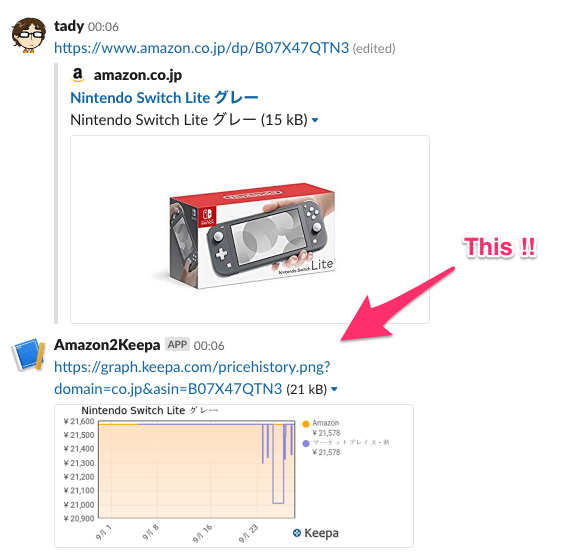 tady 00:06
https://www.amazon.co.jp/dp/B07X47QTN3 (edited)
a amazon.co.jp
Nintendo Switch Lite グレー
Nintendo Switch Lite グレー (15 kB)
Nintendo Switch Lite
This !!
Amazon2Keepa APP 00:06
https://graph.keepa.com/pricehistory.png?
domain=co.jp&asin=B07X47QTN3 (21 kB)
Nintendo Switch Lite グレー
¥ 21,600
¥ 21,500
¥ 21,400
¥ 21,300
¥ 21,200
¥ 21,100
¥ 21,000
¥ 20,900
9月 1
9月 8
9月 16
9月 23
Amazon
¥ 21,578
マーケットプレイス - 新
¥ 21,578
Keepa